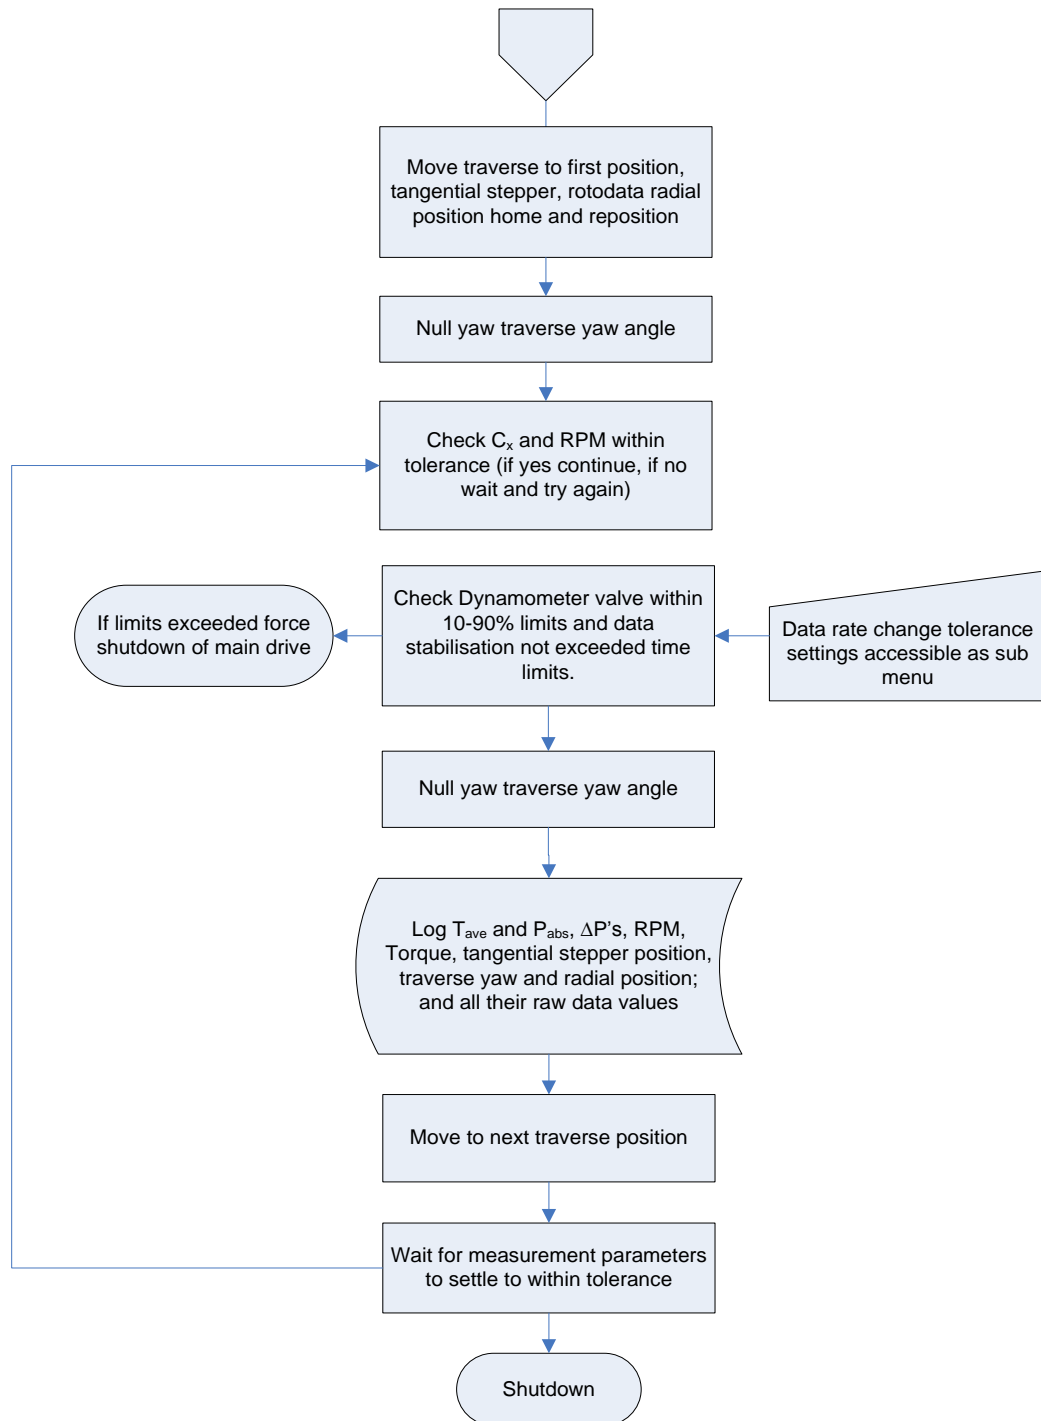 Move traverse to first position,
tangential stepper, rotodata radial
position home and reposition
Null yaw traverse yaw angle
Check Cₓ and RPM within
tolerance (if yes continue, if no
wait and try again)
If limits exceeded force
shutdown of main drive
Check Dynamometer valve within
10-90% limits and data
stabilisation not exceeded time
limits.
Data rate change tolerance
settings accessible as sub
menu
Null yaw traverse yaw angle
Log Tave and Pabs, ΔP’s, RPM,
Torque, tangential stepper position,
traverse yaw and radial position;
and all their raw data values
Move to next traverse position
Wait for measurement parameters
to settle to within tolerance
Shutdown